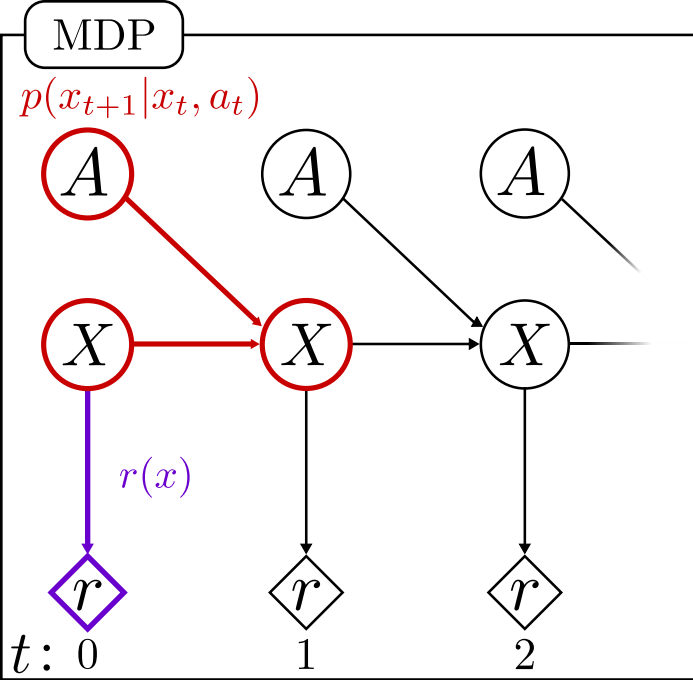 MDP
p(x_{t+1}|x_t, a_t)
A A A
X X X
r(x)
r r r
t: 0 1 2